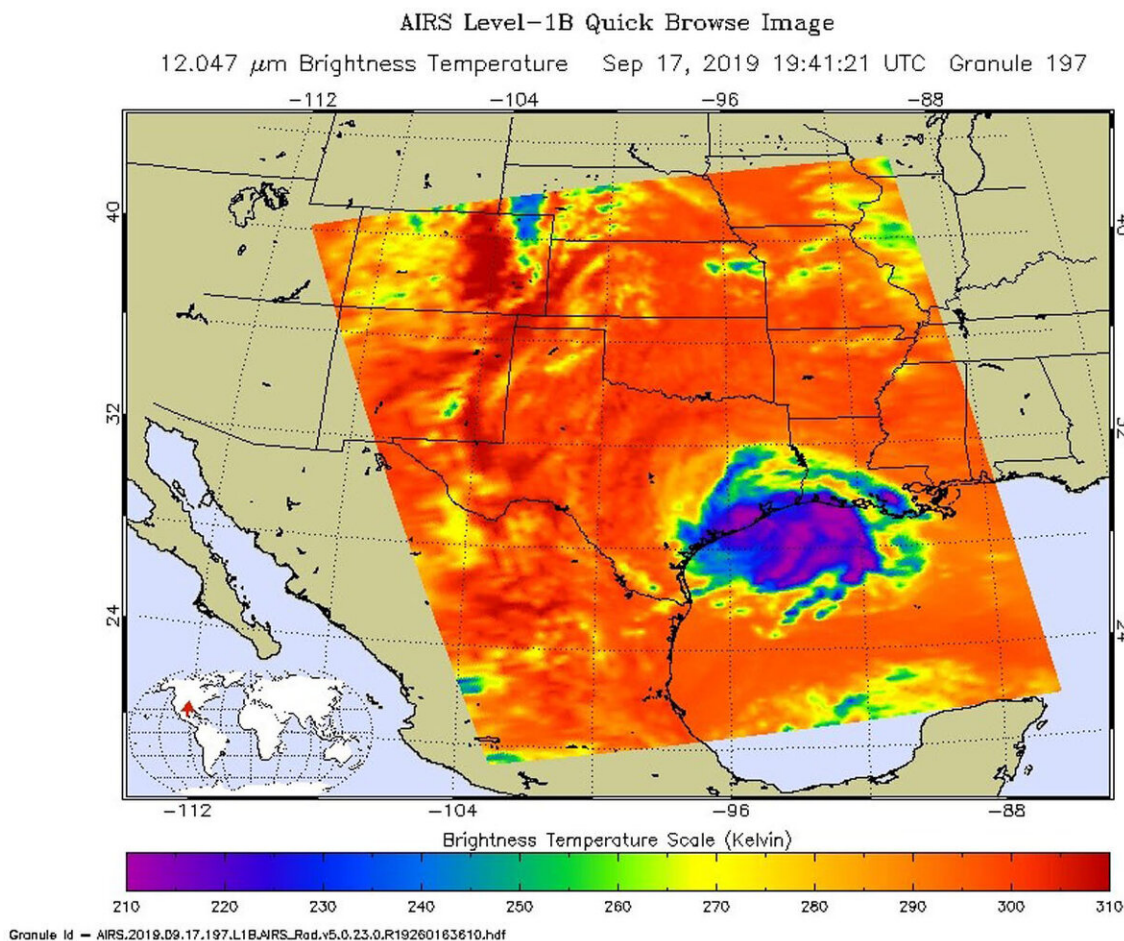 AIRS Level-1B Quick Browse Image
12.047 μm Brightness Temperature Sep 17, 2019 19:41:21 UTC Granule 197
-112 -104 -96 -88
40 40
32 32
24 24
-112 -104 -96 -88
Brightness Temperature Scale (Kelvin)
210 220 230 240 250 260 270 280 290 300 310
Granule Id - AIRS.2019.09.17.197.L1B.AIRS_Rad.v5.0.23.0.R19260163610.hdf